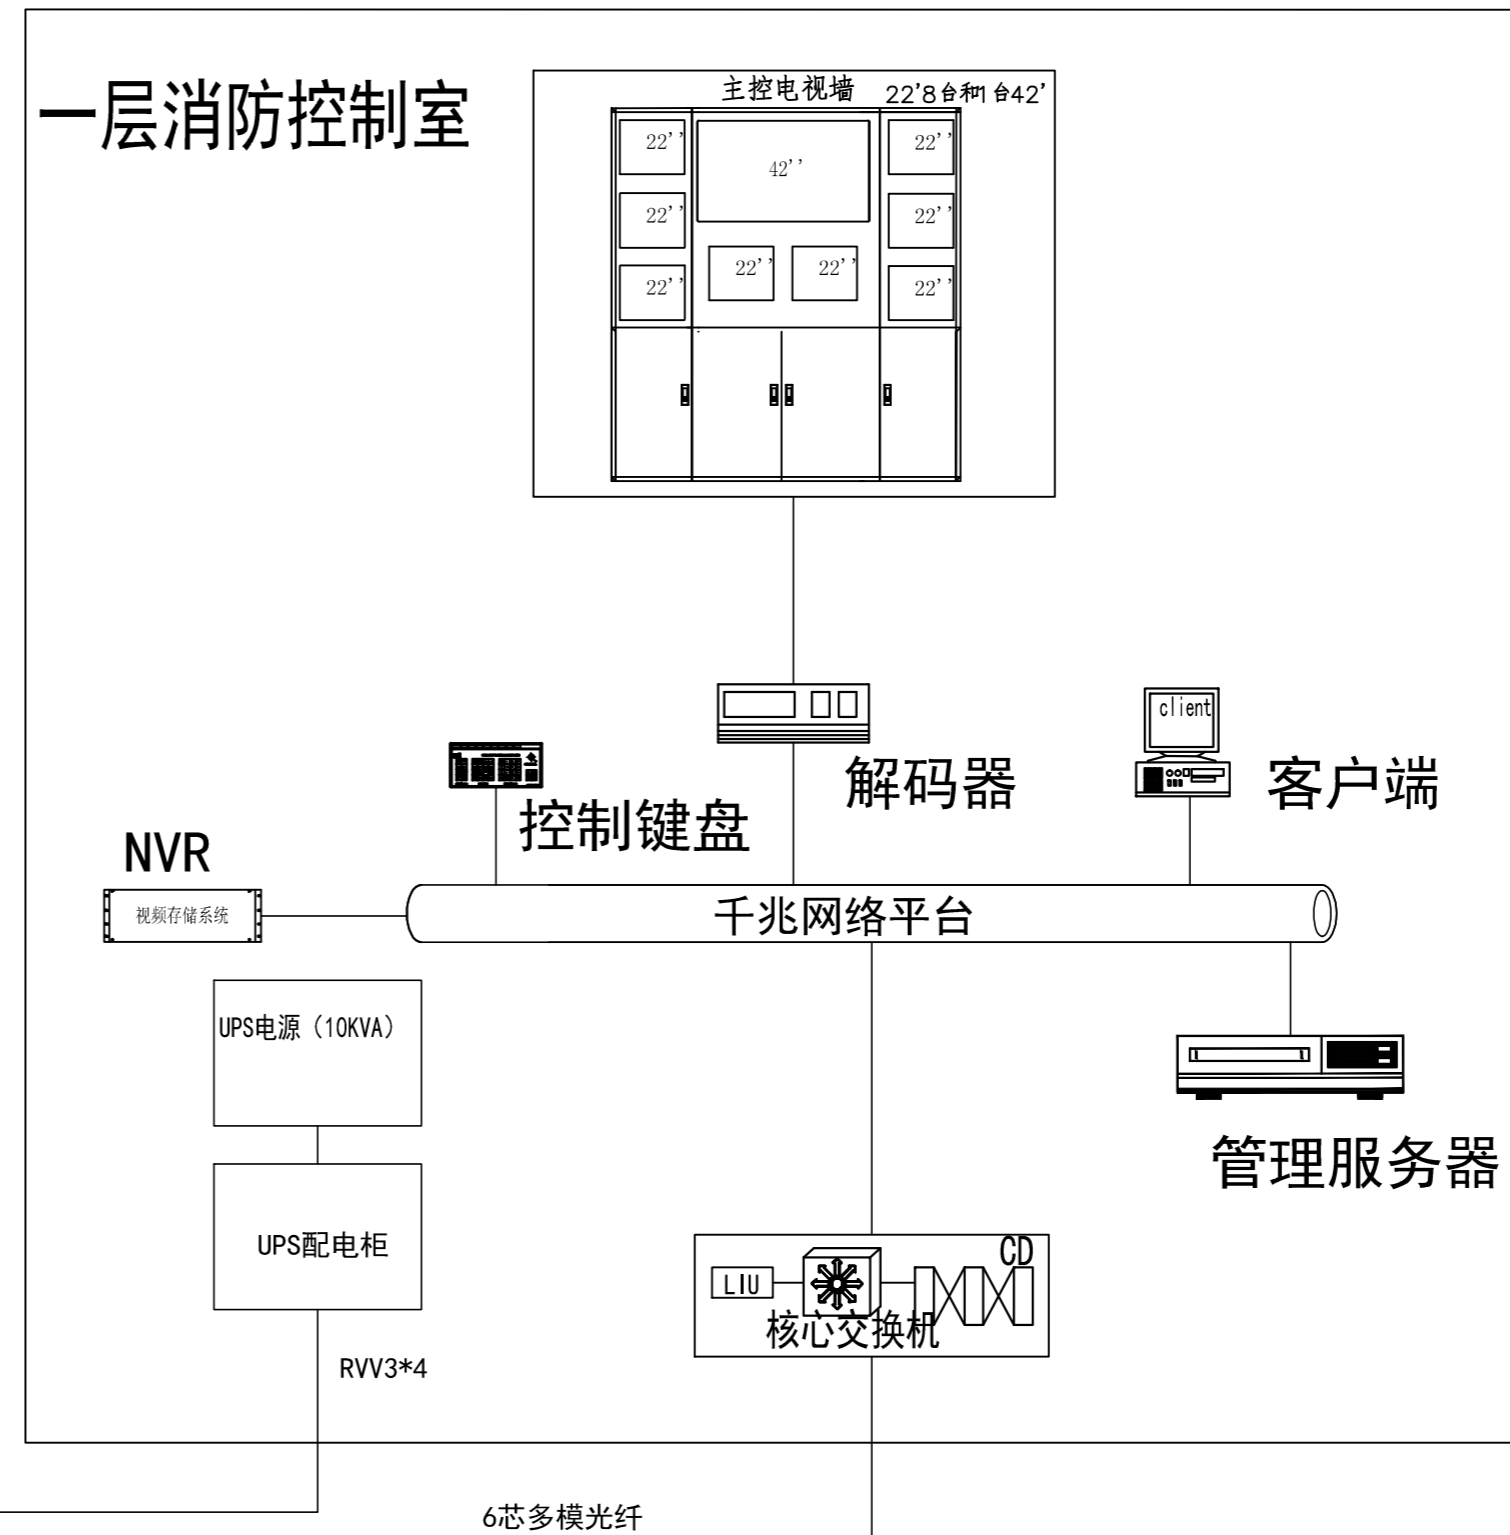 一层消防控制室
主控电视墙 22'8台和1台42'
22''
42''
22''
22''
22''
22''
22''
22''
22''
client
解码器
客户端
控制键盘
NVR
视频存储系统
千兆网络平台
UPS电源（10KVA）
管理服务器
UPS配电柜
CD
LIU
核心交换机
RVV3*4
6芯多模光纤